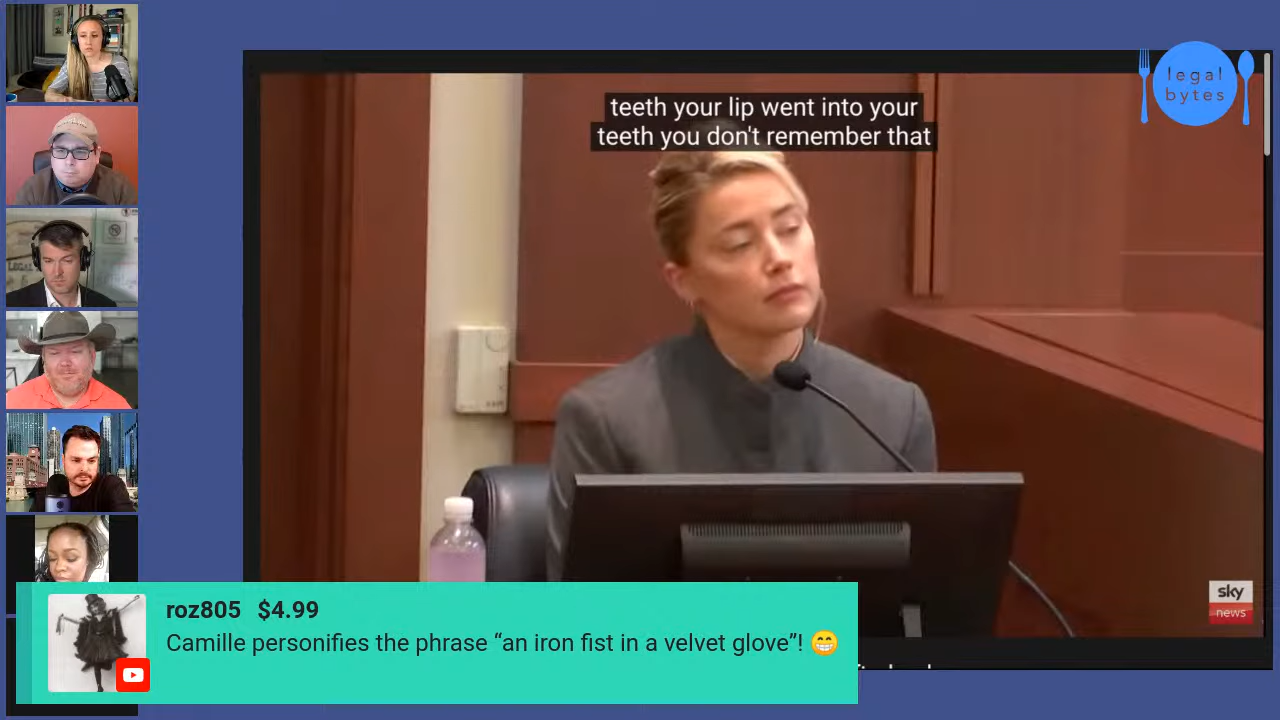 teeth your lip went into your
teeth you don't remember that
legal
bytes
sky
news
roz805 $4.99
Camille personifies the phrase “an iron fist in a velvet glove”! 😁